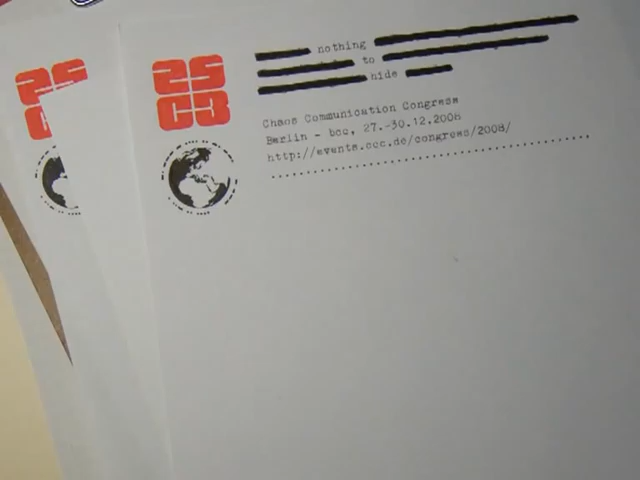 25
C3
nothing
to
hide
Chaos Communication Congress
Berlin - bcc, 27.-30.12.2008
http://events.ccc.de/congress/2008/